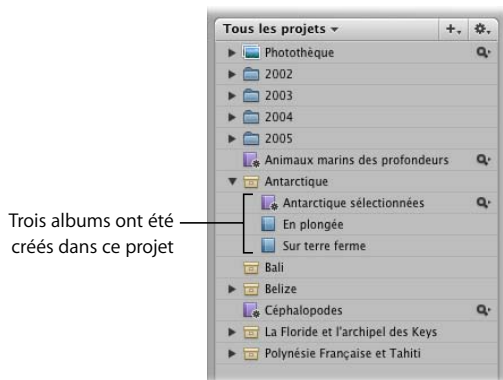 Tous les projets
Photothèque
2002
2003
2004
2005
Animaux marins des profondeurs
Antarctique
Antarctique sélectionnées
En plongée
Sur terre ferme
Bali
Belize
Céphalopodes
La Floride et l'archipel des Keys
Polynésie Française et Tahiti
Trois albums ont été
créés dans ce projet